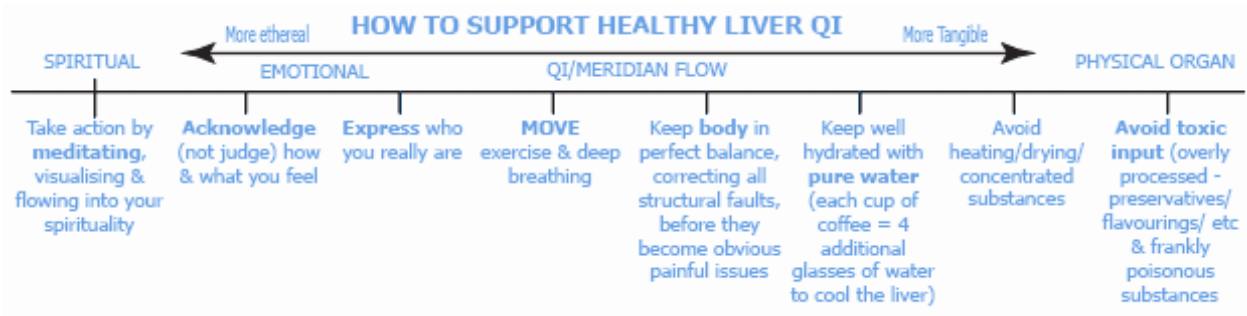 HOW TO SUPPORT HEALTHY LIVER QI
More ethereal
More Tangible
SPIRITUAL
EMOTIONAL
QI/MERIDIAN FLOW
PHYSICAL ORGAN
Take action by
meditating,
visualising &
flowing into your
spirituality
Acknowledge
(not judge) how
& what you feel
Express who
you really are
MOVE
exercise & deep
breathing
Keep body in
perfect balance,
correcting all
structural faults,
before they
become obvious
painful issues
Keep well
hydrated with
pure water
(each cup of
coffee = 4
additional
glasses of water
to cool the liver)
Avoid
heating/drying/
concentrated
substances
Avoid toxic
input (overly
processed -
preservatives/
flavourings/ etc
& frankly
poisonous
substances